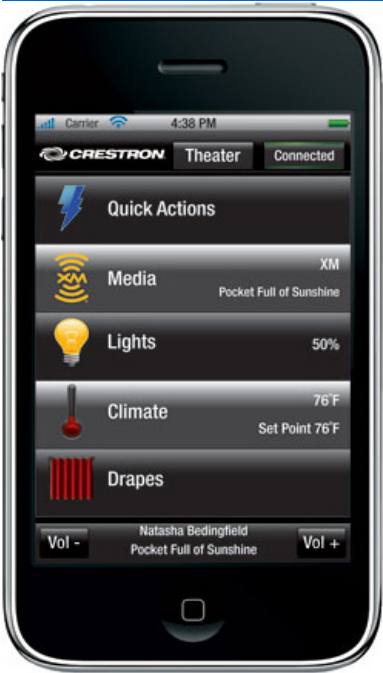 Carrier 4:38 PM
CRESTRON Theater Connected
Quick Actions
XM Media XM
Pocket Full of Sunshine
Lights 50%
Climate 76°F
Set Point 76°F
Drapes
Vol - Natasha Bedingfield Vol +
Pocket Full of Sunshine